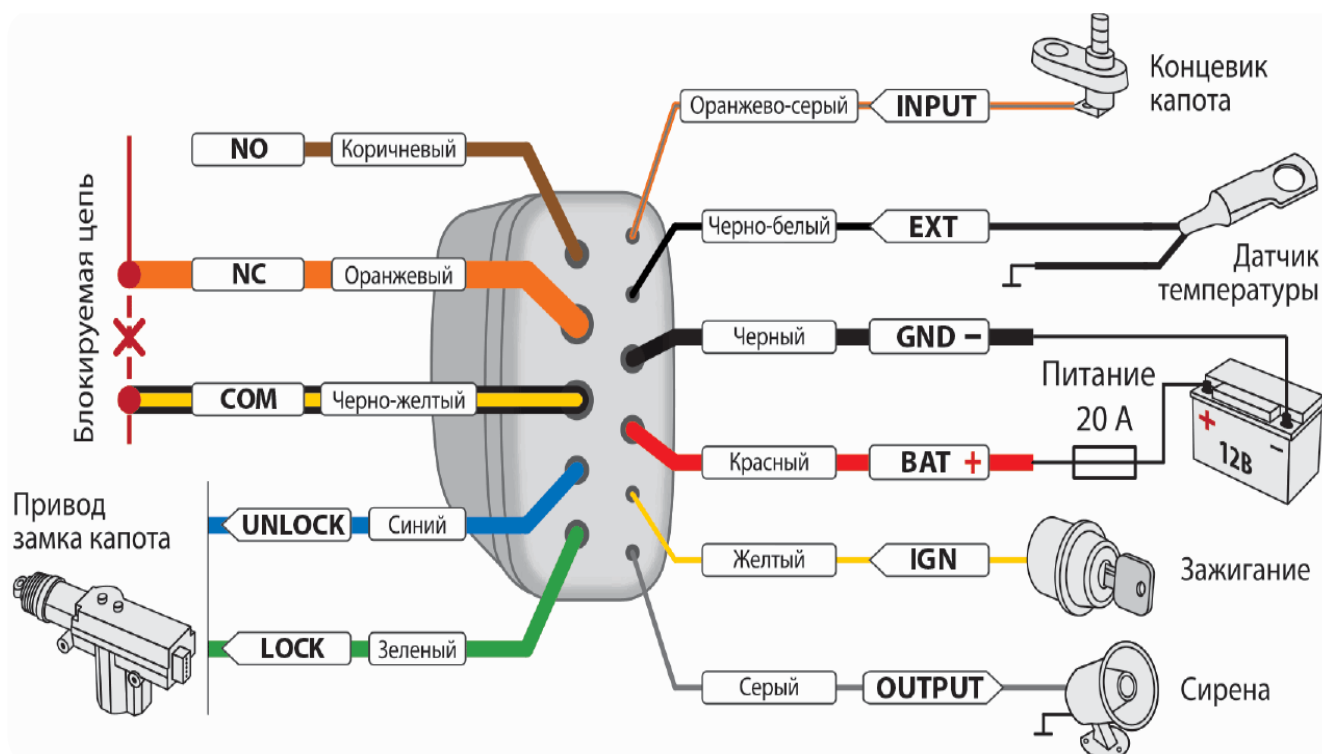 Концевик
капота
Оранжево-серый
INPUT
NO
Коричневый
Блокируемая цепь
Черно-белый
EXT
Датчик
температуры
NC
Оранжевый
Черный
GND −
Питание
20 А
COM
Черно-желтый
+
−
12В
Красный
BAT +
Привод
замка капота
UNLOCK
Синий
Желтый
IGN
Зажигание
LOCK
Зеленый
Серый
OUTPUT
Сирена